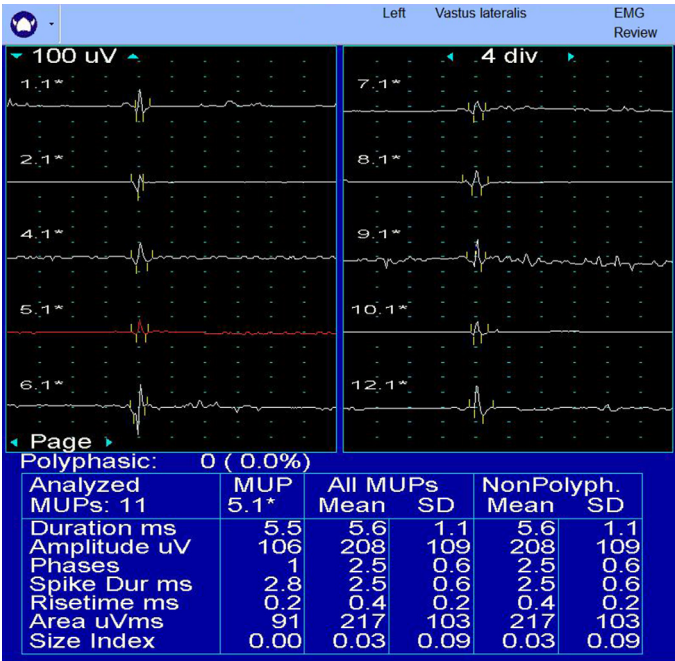 Left Vastus lateralis EMG
Review
100 uV
4 div
1.1*
7.1*
2.1*
8.1*
4.1*
9.1*
5.1*
10.1*
6.1*
12.1*
Page
Polyphasic: 0 ( 0.0%)
Analyzed MUP All MUPs NonPolyph.
MUPs: 11 5.1* Mean SD Mean SD
Duration ms 5.5 5.6 1.1 5.6 1.1
Amplitude uV 106 208 109 208 109
Phases 1 2.5 0.6 2.5 0.6
Spike Dur ms 2.8 2.5 0.6 2.5 0.6
Risetime ms 0.2 0.4 0.2 0.4 0.2
Area uVms 91 217 103 217 103
Size Index 0.00 0.03 0.09 0.03 0.09